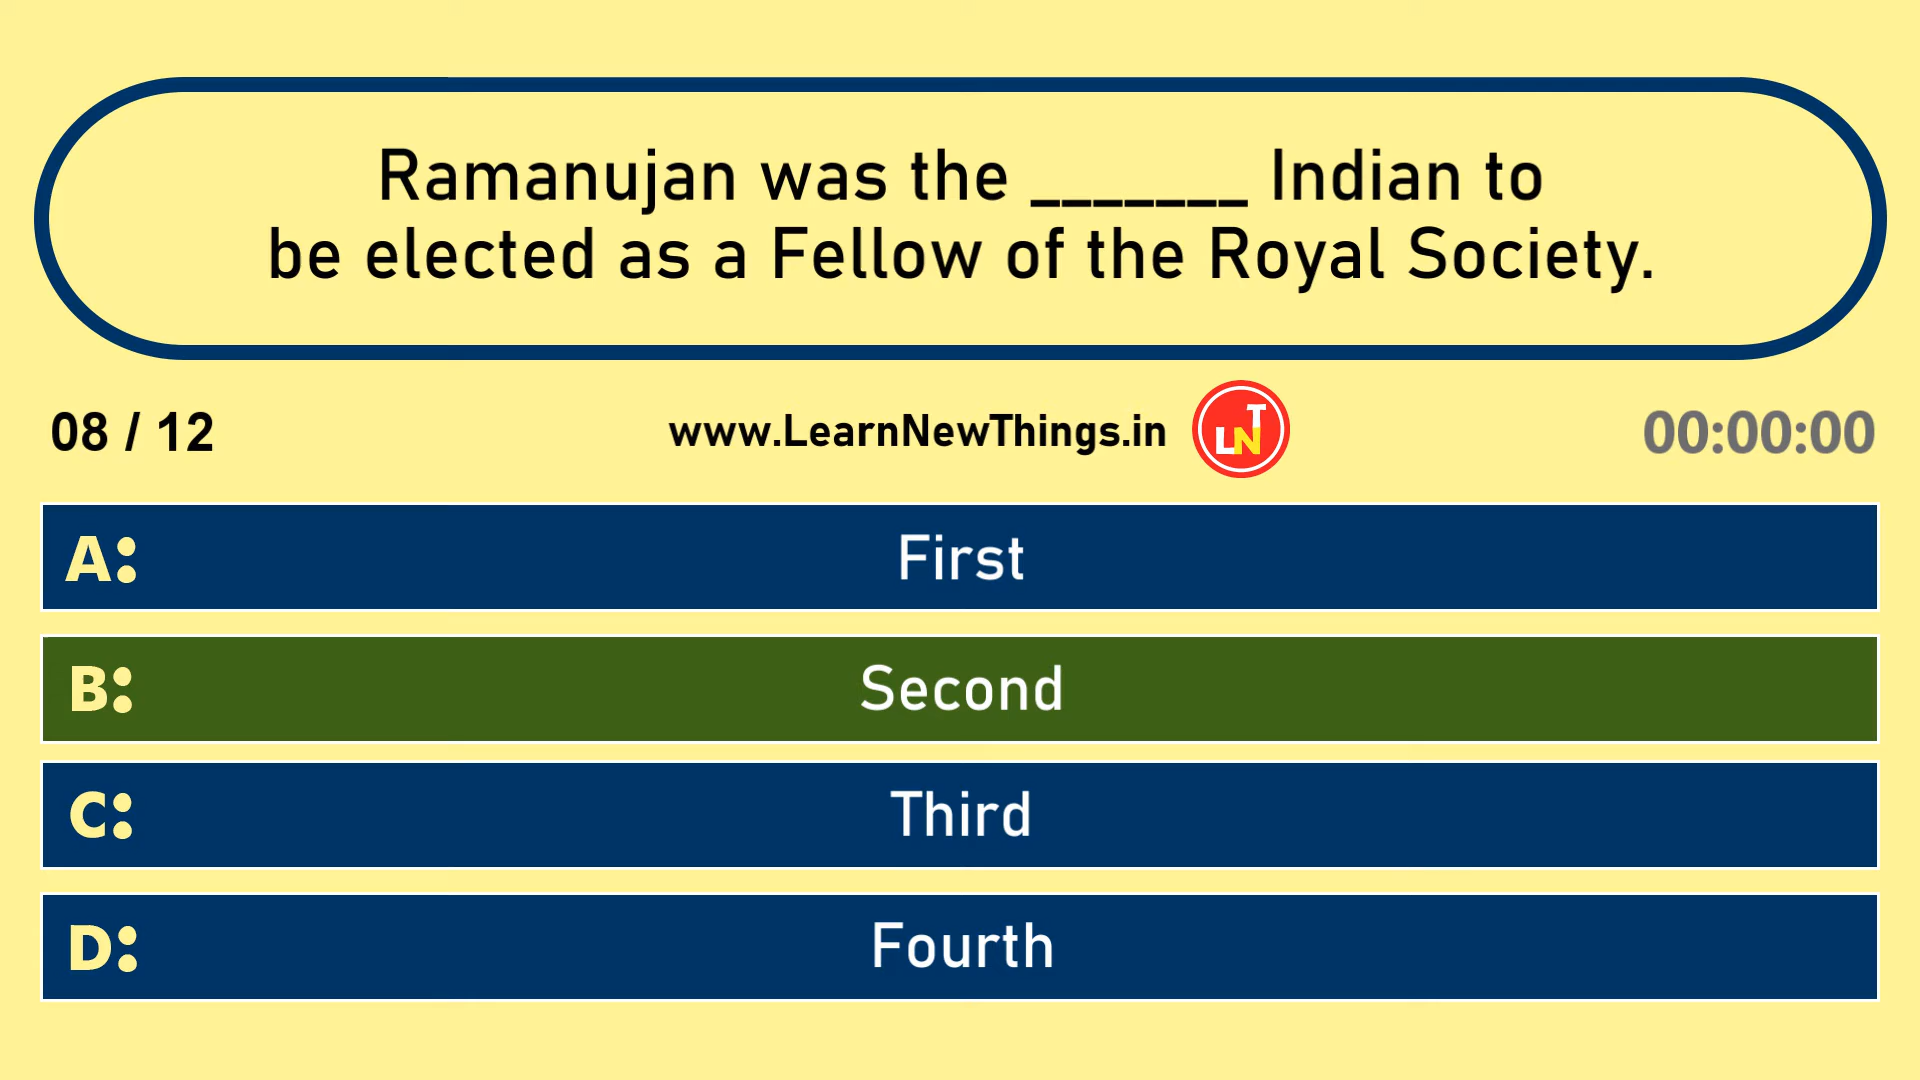 Ramanujan was the _______ Indian to
be elected as a Fellow of the Royal Society.
08 / 12
www.LearnNewThings.in
LNT
00:00:00
A: First
B: Second
C: Third
D: Fourth